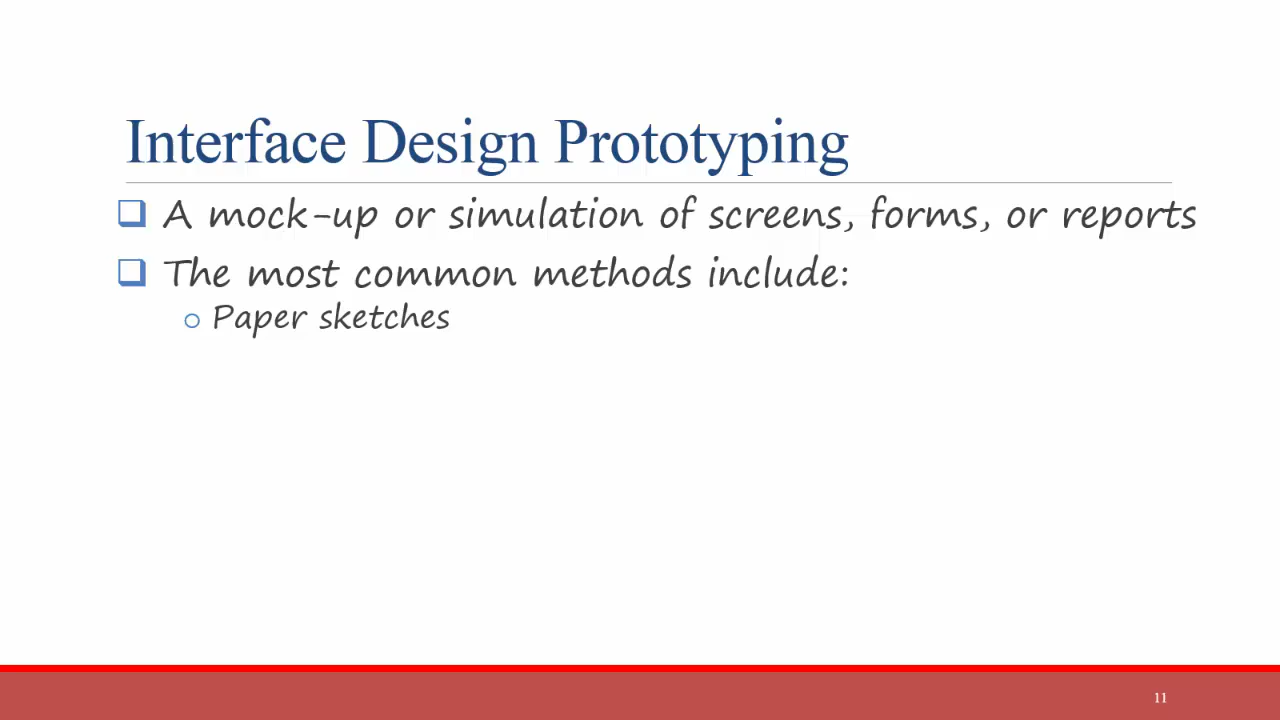 Interface Design Prototyping
A mock-up or simulation of screens, forms, or reports
The most common methods include:
Paper sketches
11